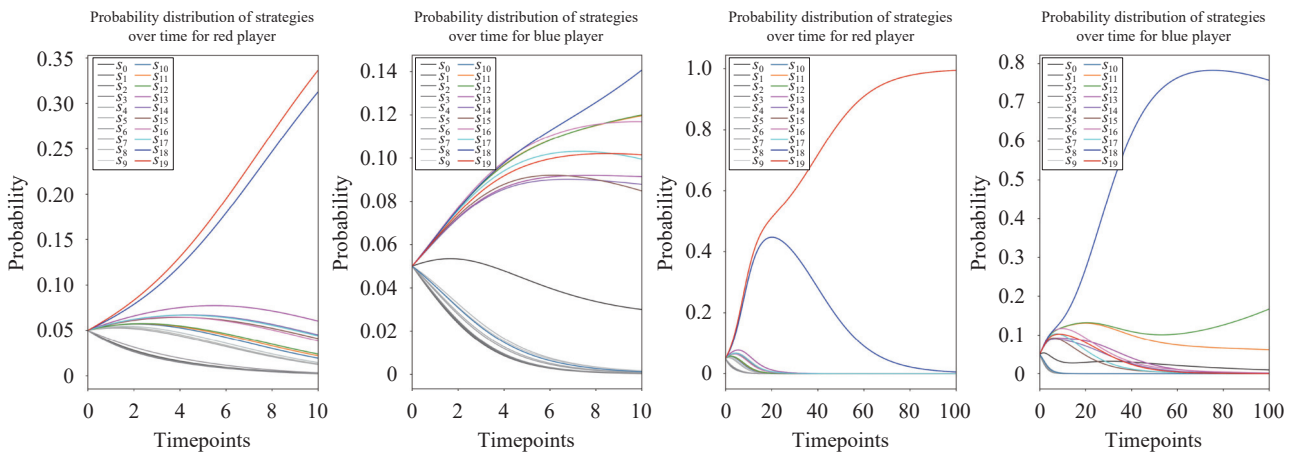 Probability distribution of strategies
over time for red player
0.35
0.30
0.25
0.20
0.15
0.10
0.05
0
Probability
0 2 4 6 8 10
Timepoints
s0 s10
s1 s11
s2 s12
s3 s13
s4 s14
s5 s15
s6 s16
s7 s17
s8 s18
s9 s19
Probability distribution of strategies
over time for blue player
0.14
0.12
0.10
0.08
0.06
0.04
0.02
0.00
Probability
0 2 4 6 8 10
Timepoints
s0 s10
s1 s11
s2 s12
s3 s13
s4 s14
s5 s15
s6 s16
s7 s17
s8 s18
s9 s19
Probability distribution of strategies
over time for red player
1.0
0.8
0.6
0.4
0.2
0
Probability
0 20 40 60 80 100
Timepoints
s0 s10
s1 s11
s2 s12
s3 s13
s4 s14
s5 s15
s6 s16
s7 s17
s8 s18
s9 s19
Probability distribution of strategies
over time for blue player
0.8
0.7
0.6
0.5
0.4
0.3
0.2
0.1
0
Probability
0 20 40 60 80 100
Timepoints
s0 s10
s1 s11
s2 s12
s3 s13
s4 s14
s5 s15
s6 s16
s7 s17
s8 s18
s9 s19